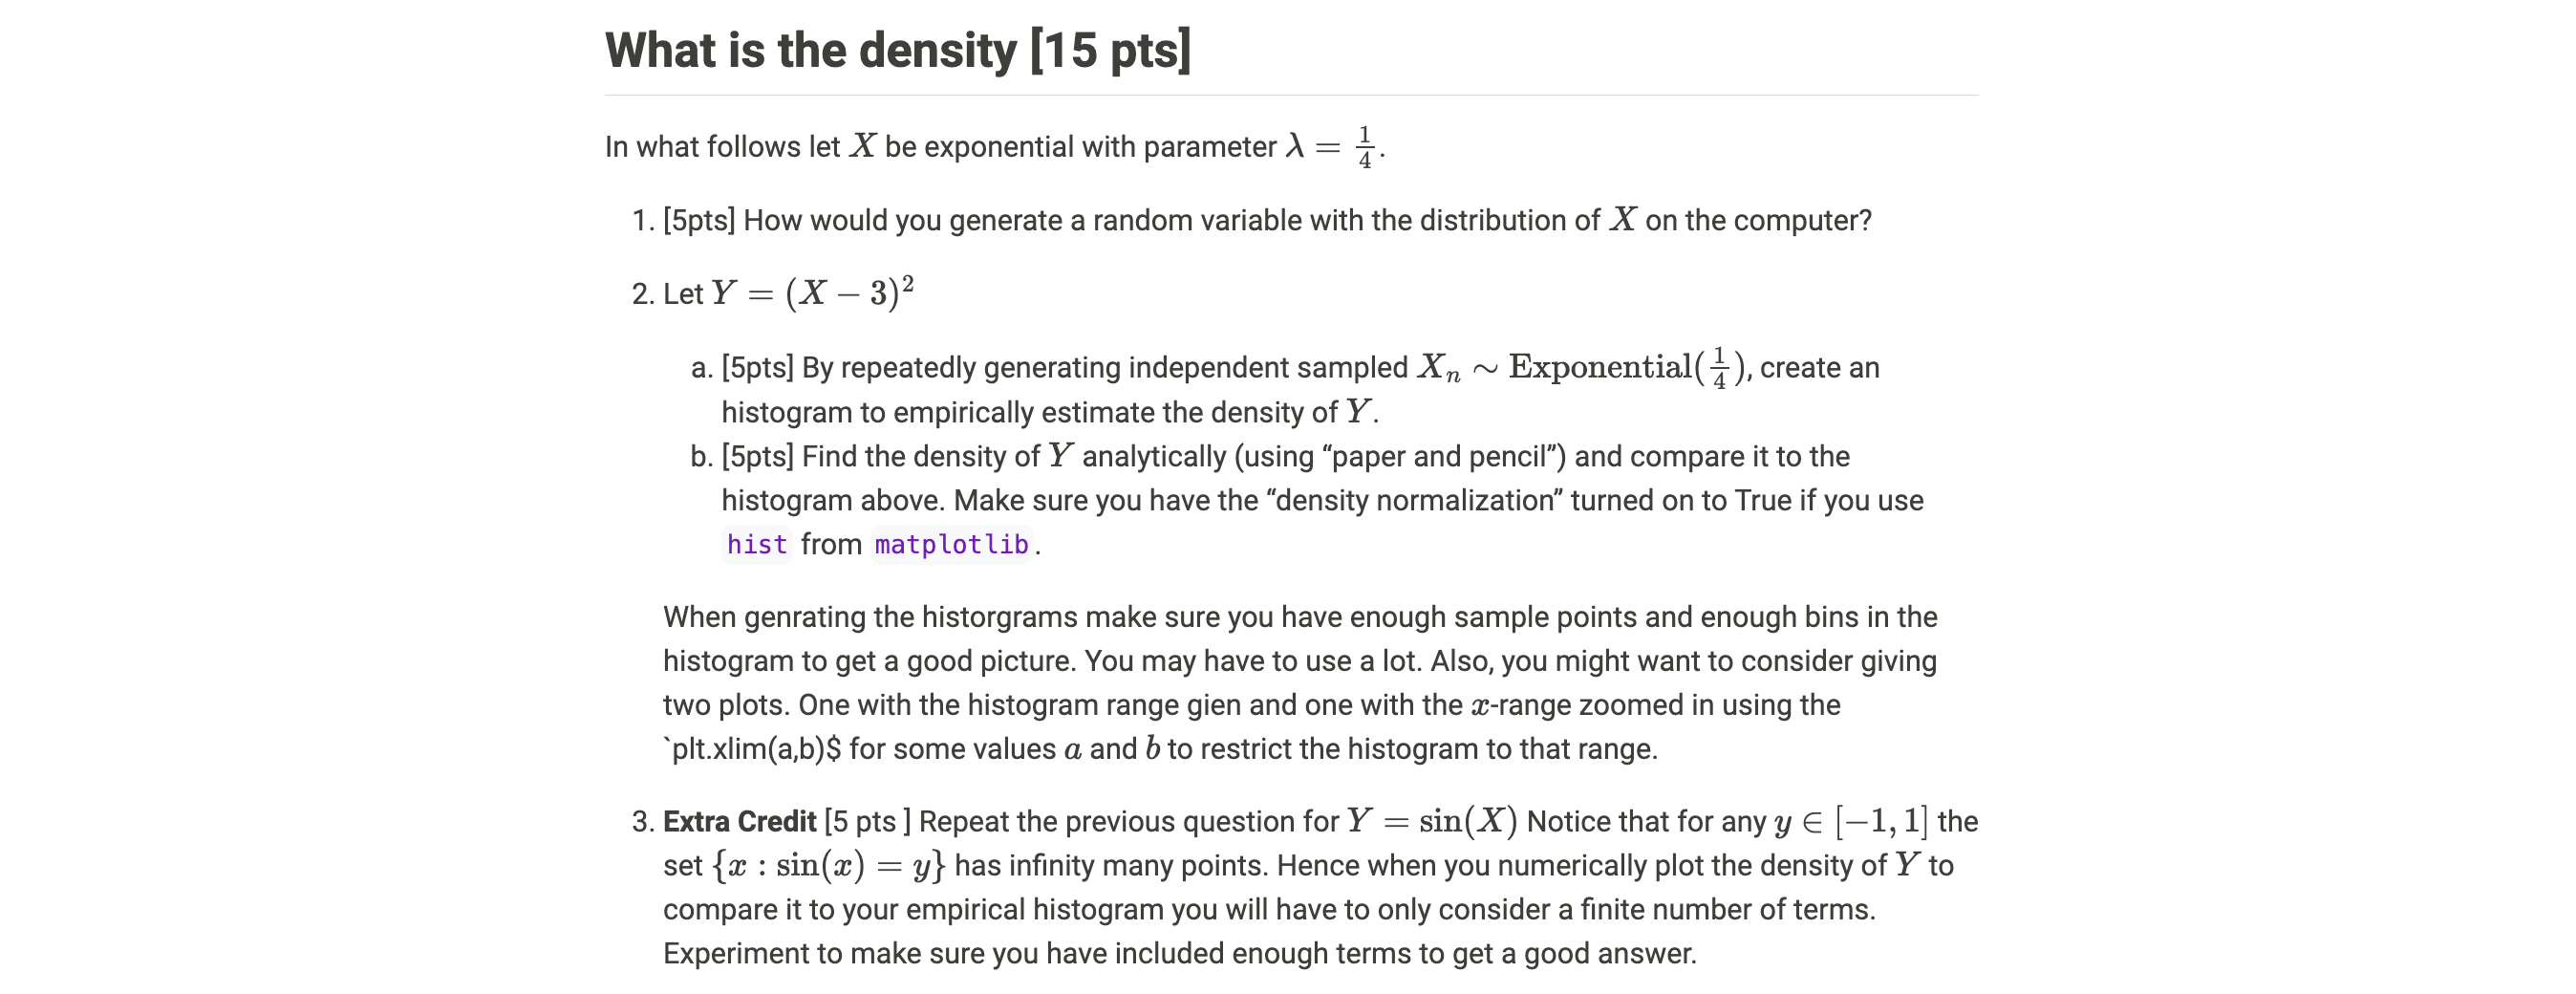 What is the density [15 pts]
In what follows let X be exponential with parameter λ = 1/4.
1. [5pts] How would you generate a random variable with the distribution of X on the computer?
2. Let Y = (X − 3)²
a. [5pts] By repeatedly generating independent sampled Xₙ ∼ Exponential(1/4), create an
histogram to empirically estimate the density of Y.
b. [5pts] Find the density of Y analytically (using “paper and pencil”) and compare it to the
histogram above. Make sure you have the “density normalization” turned on to True if you use
hist from matplotlib.
When genrating the historgrams make sure you have enough sample points and enough bins in the
histogram to get a good picture. You may have to use a lot. Also, you might want to consider giving
two plots. One with the histogram range gien and one with the x-range zoomed in using the
`plt.xlim(a,b)$ for some values a and b to restrict the histogram to that range.
3. Extra Credit [5 pts ] Repeat the previous question for Y = sin(X) Notice that for any y ∈ [−1, 1] the
set {x : sin(x) = y} has infinity many points. Hence when you numerically plot the density of Y to
compare it to your empirical histogram you will have to only consider a finite number of terms.
Experiment to make sure you have included enough terms to get a good answer.